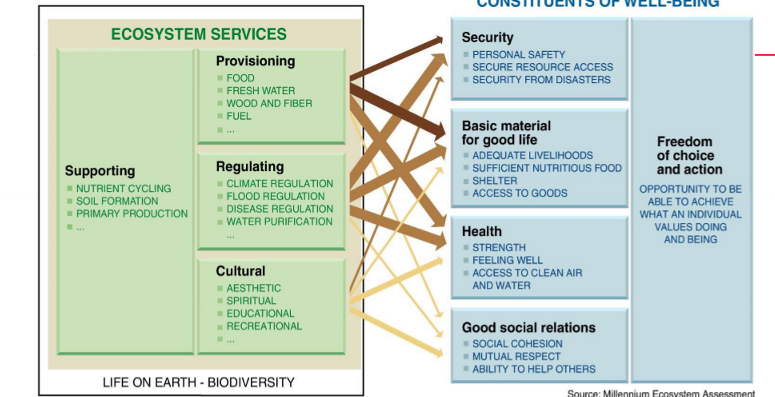 CONSTITUENTS OF WELL-BEING
ECOSYSTEM SERVICES
Supporting
NUTRIENT CYCLING
SOIL FORMATION
PRIMARY PRODUCTION
...
Provisioning
FOOD
FRESH WATER
WOOD AND FIBER
FUEL
...
Regulating
CLIMATE REGULATION
FLOOD REGULATION
DISEASE REGULATION
WATER PURIFICATION
...
Cultural
AESTHETIC
SPIRITUAL
EDUCATIONAL
RECREATIONAL
...
LIFE ON EARTH - BIODIVERSITY
Security
PERSONAL SAFETY
SECURE RESOURCE ACCESS
SECURITY FROM DISASTERS
Basic material
for good life
ADEQUATE LIVELIHOODS
SUFFICIENT NUTRITIOUS FOOD
SHELTER
ACCESS TO GOODS
Health
STRENGTH
FEELING WELL
ACCESS TO CLEAN AIR
AND WATER
Good social relations
SOCIAL COHESION
MUTUAL RESPECT
ABILITY TO HELP OTHERS
Freedom
of choice
and action
OPPORTUNITY TO BE
ABLE TO ACHIEVE
WHAT AN INDIVIDUAL
VALUES DOING
AND BEING
Source: Millennium Ecosystem Assessment